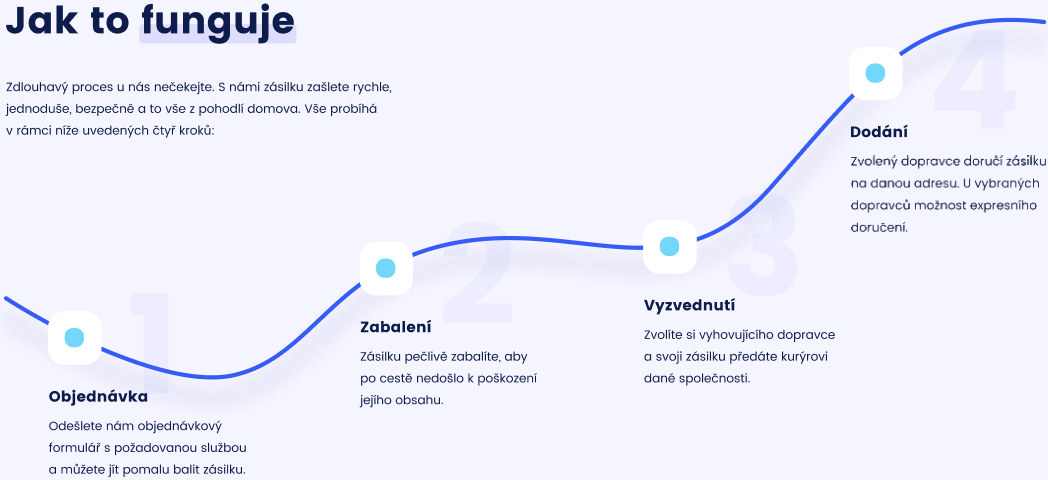 Jak to funguje
Zdlouhavý proces u nás nečekejte. S námi zásilku zašlete rychle,
jednoduše, bezpečně a to vše z pohodlí domova. Vše probíhá
v rámci níže uvedených čtyř kroků:
1
Objednávka
Odešlete nám objednávkový
formulář s požadovanou službou
a můžete jít pomalu balit zásilku.
2
Zabalení
Zásilku pečlivě zabalíte, aby
po cestě nedošlo k poškození
jejího obsahu.
3
Vyzvednutí
Zvolíte si vyhovujícího dopravce
a svoji zásilku předáte kurýrovi
dané společnosti.
4
Dodání
Zvolený dopravce doručí zásilku
na danou adresu. U vybraných
dopravců možnost expresního
doručení.